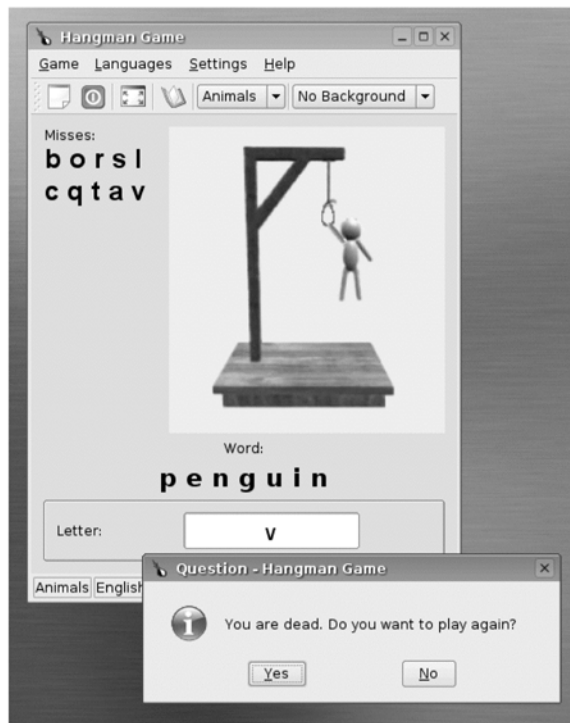 Hangman Game
Game Languages Settings Help
Animals No Background
Misses:
b o r s l
c q t a v
Word:
p e n g u i n
Letter: v
Animals English
Question - Hangman Game
You are dead. Do you want to play again?
Yes No